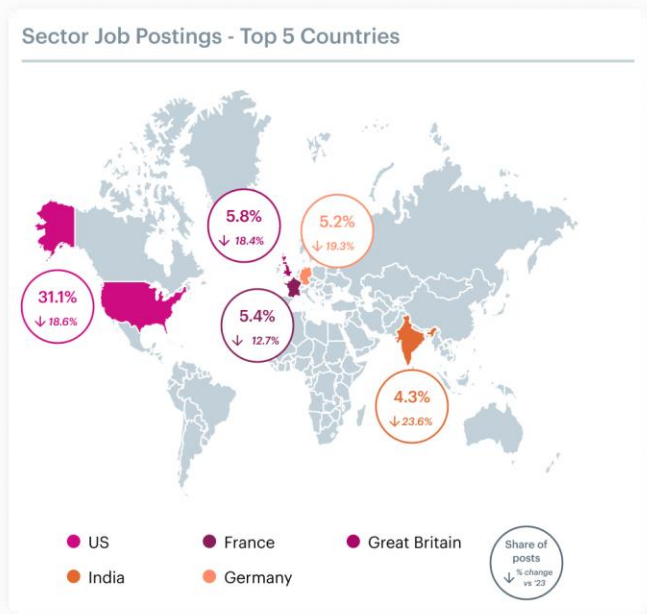 Sector Job Postings - Top 5 Countries
5.8%
↓ 18.4%
5.2%
↓ 19.3%
31.1%
↓ 18.6%
5.4%
↓ 12.7%
4.3%
↓ 23.6%
US
France
Great Britain
India
Germany
Share of
posts
↓ % change
vs '23